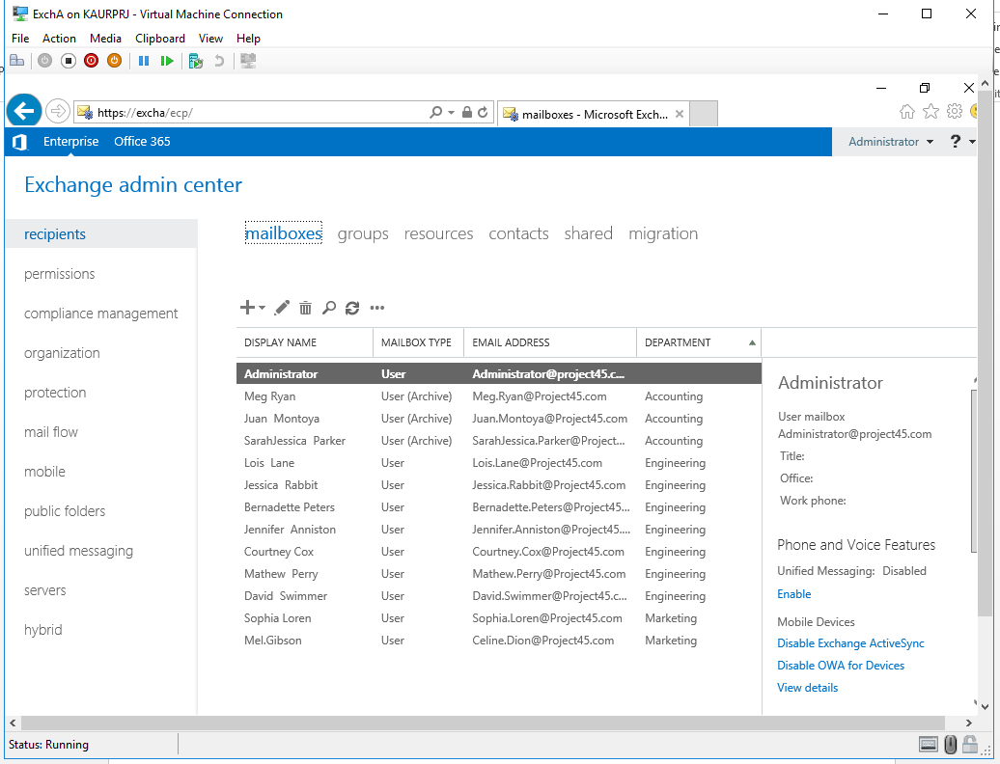 ExchA on KAURPRJ - Virtual Machine Connection
File Action Media Clipboard View Help
https://excha/ecp/
mailboxes - Microsoft Exch...
Enterprise Office 365 Administrator ?
Exchange admin center
recipients
permissions
compliance management
organization
protection
mail flow
mobile
public folders
unified messaging
servers
hybrid
mailboxes groups resources contacts shared migration
DISPLAY NAME MAILBOX TYPE EMAIL ADDRESS DEPARTMENT
Administrator User Administrator@project45.c...
Meg Ryan User (Archive) Meg.Ryan@Project45.com Accounting
Juan Montoya User (Archive) Juan.Montoya@Project45.com Accounting
SarahJessica Parker User (Archive) SarahJessica.Parker@Project... Accounting
Lois Lane User Lois.Lane@Project45.com Engineering
Jessica Rabbit User Jessica.Rabbit@Project45.com Engineering
Bernadette Peters User Bernadette.Peters@Project45... Engineering
Jennifer Anniston User Jennifer.Anniston@Project45.... Engineering
Courtney Cox User Courtney.Cox@Project45.com Engineering
Mathew Perry User Mathew.Perry@Project45.com Engineering
David Swimmer User David.Swimmer@Project45.c... Engineering
Sophia Loren User Sophia.Loren@Project45.com Marketing
Mel.Gibson User Celine.Dion@Project45.com Marketing
Administrator
User mailbox
Administrator@project45.com
Title:
Office:
Work phone:
Phone and Voice Features
Unified Messaging: Disabled
Enable
Mobile Devices
Disable Exchange ActiveSync
Disable OWA for Devices
View details
Status: Running